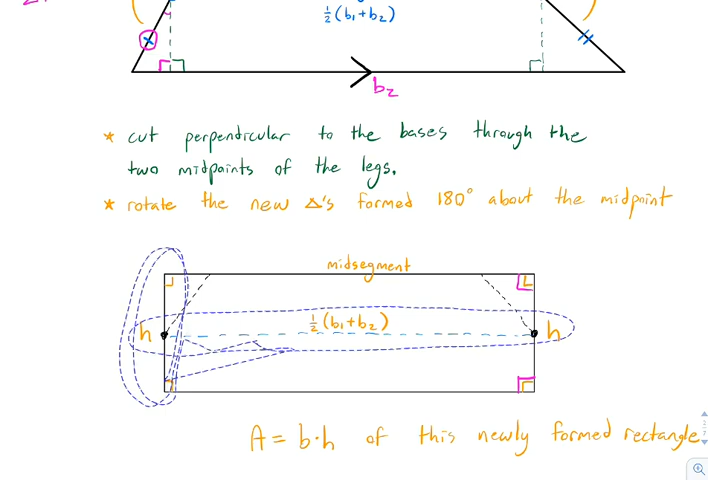 ½(b₁+b₂)
b₂
* cut perpendicular to the bases through the
two midpoints of the legs.
* rotate the new Δ's formed 180° about the midpoint
midsegment
h ½(b₁+b₂) h
A = b·h of this newly formed rectangle